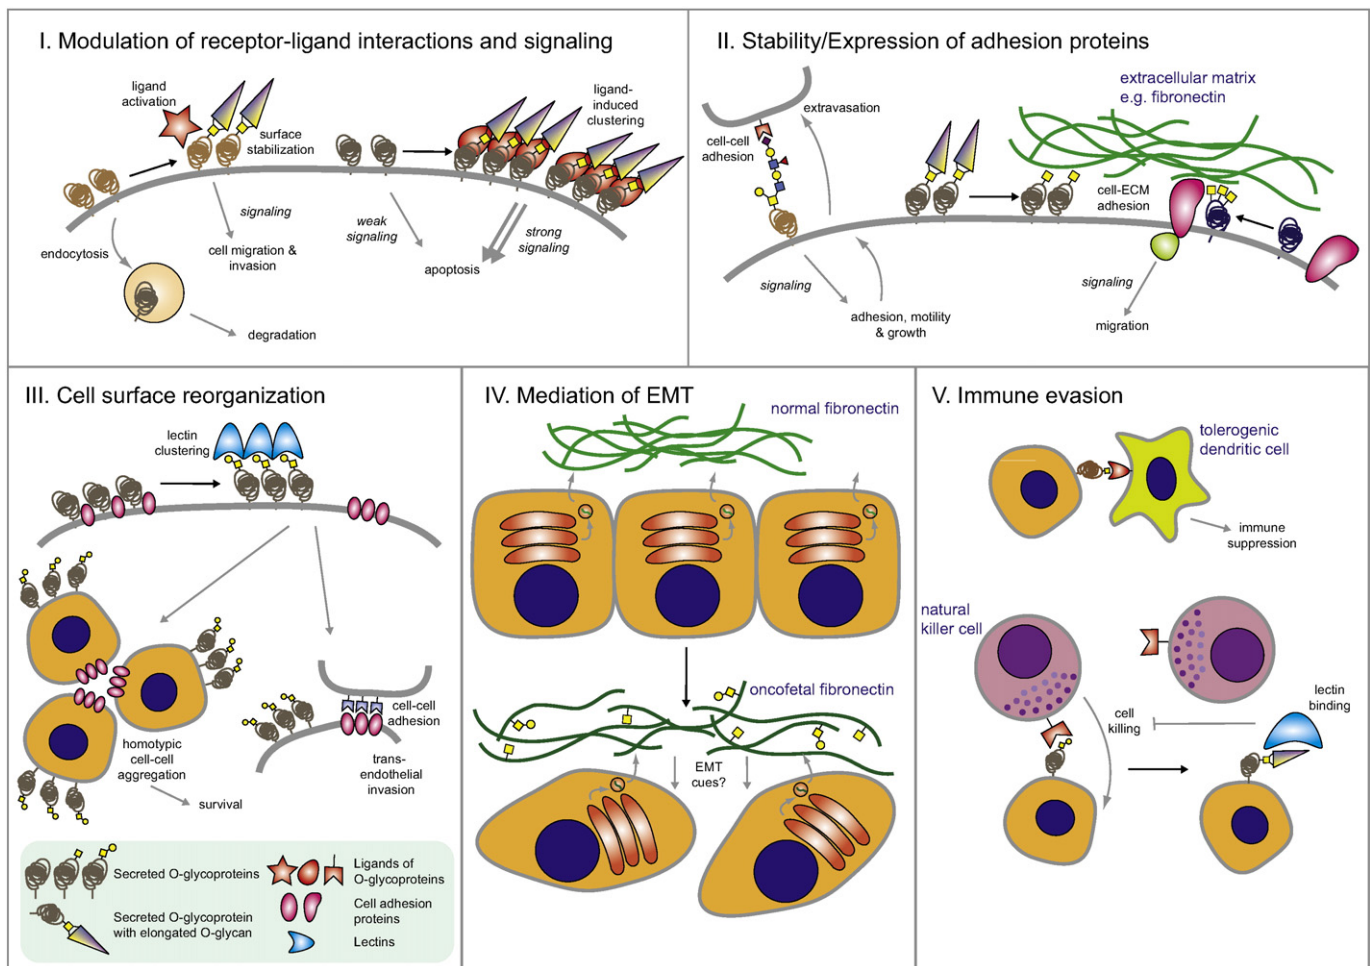 I. Modulation of receptor-ligand interactions and signaling
ligand
activation
surface
stabilization
ligand-
induced
clustering
endocytosis
signaling
cell migration &
invasion
weak
signaling
apoptosis
strong
signaling
degradation
II. Stability/Expression of adhesion proteins
extravasation
cell-cell
adhesion
extracellular matrix
e.g. fibronectin
cell-ECM
adhesion
signaling
adhesion, motility
& growth
signaling
migration
III. Cell surface reorganization
lectin
clustering
homotypic
cell-cell
aggregation
survival
cell-cell
adhesion
trans-
endothelial
invasion
Secreted O-glycoproteins
Secreted O-glycoprotein
with elongated O-glycan
Ligands of
O-glycoproteins
Cell adhesion
proteins
Lectins
IV. Mediation of EMT
normal fibronectin
oncofetal fibronectin
EMT
cues?
V. Immune evasion
tolerogenic
dendritic cell
immune
suppression
natural
killer cell
cell
killing
lectin
binding